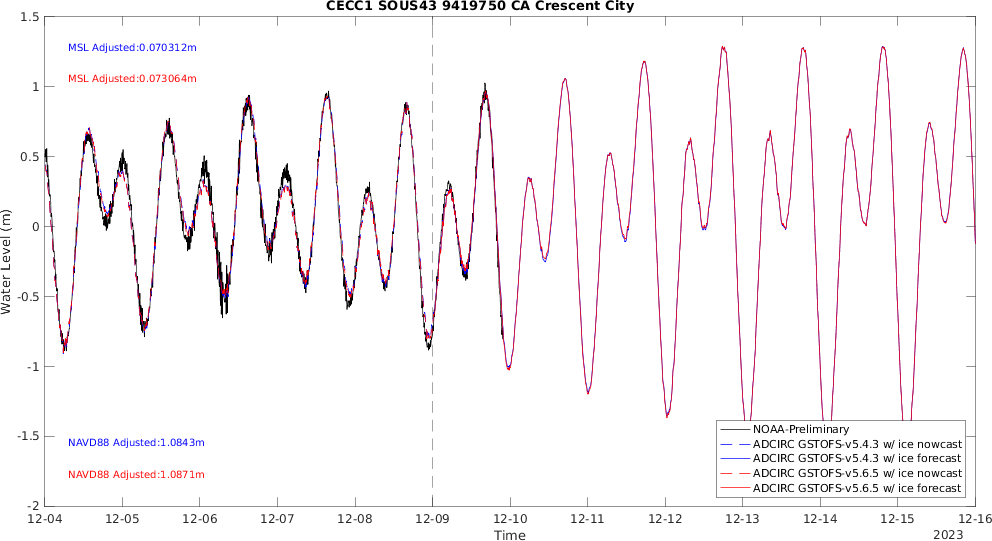 CECC1 SOUS43 9419750 CA Crescent City
1.5
MSL Adjusted:0.070312m
MSL Adjusted:0.073064m
1
0.5
0
Water Level (m)
-0.5
-1
-1.5
NAVD88 Adjusted:1.0843m
NAVD88 Adjusted:1.0871m
-2
NOAA-Preliminary
ADCIRC GSTOFS-v5.4.3 w/ ice nowcast
ADCIRC GSTOFS-v5.4.3 w/ ice forecast
ADCIRC GSTOFS-v5.6.5 w/ ice nowcast
ADCIRC GSTOFS-v5.6.5 w/ ice forecast
12-04 12-05 12-06 12-07 12-08 12-09 12-10 12-11 12-12 12-13 12-14 12-15 12-16
Time
2023